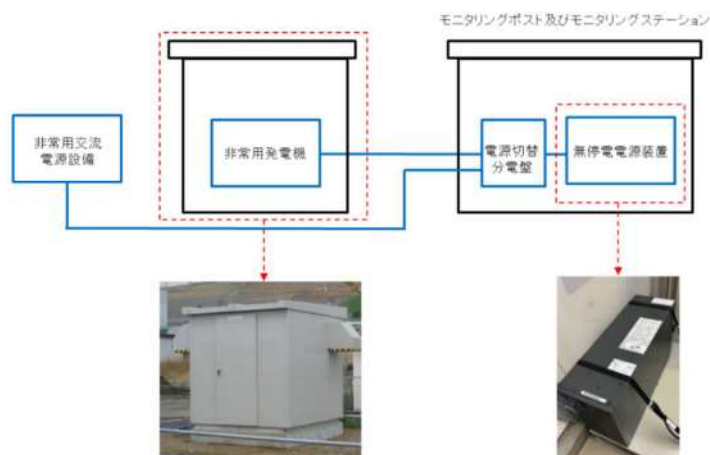 モニタリングポスト及びモニタリングステーション
非常用交流
電源設備
非常用発電機
電源切替
分電盤
無停電電源装置